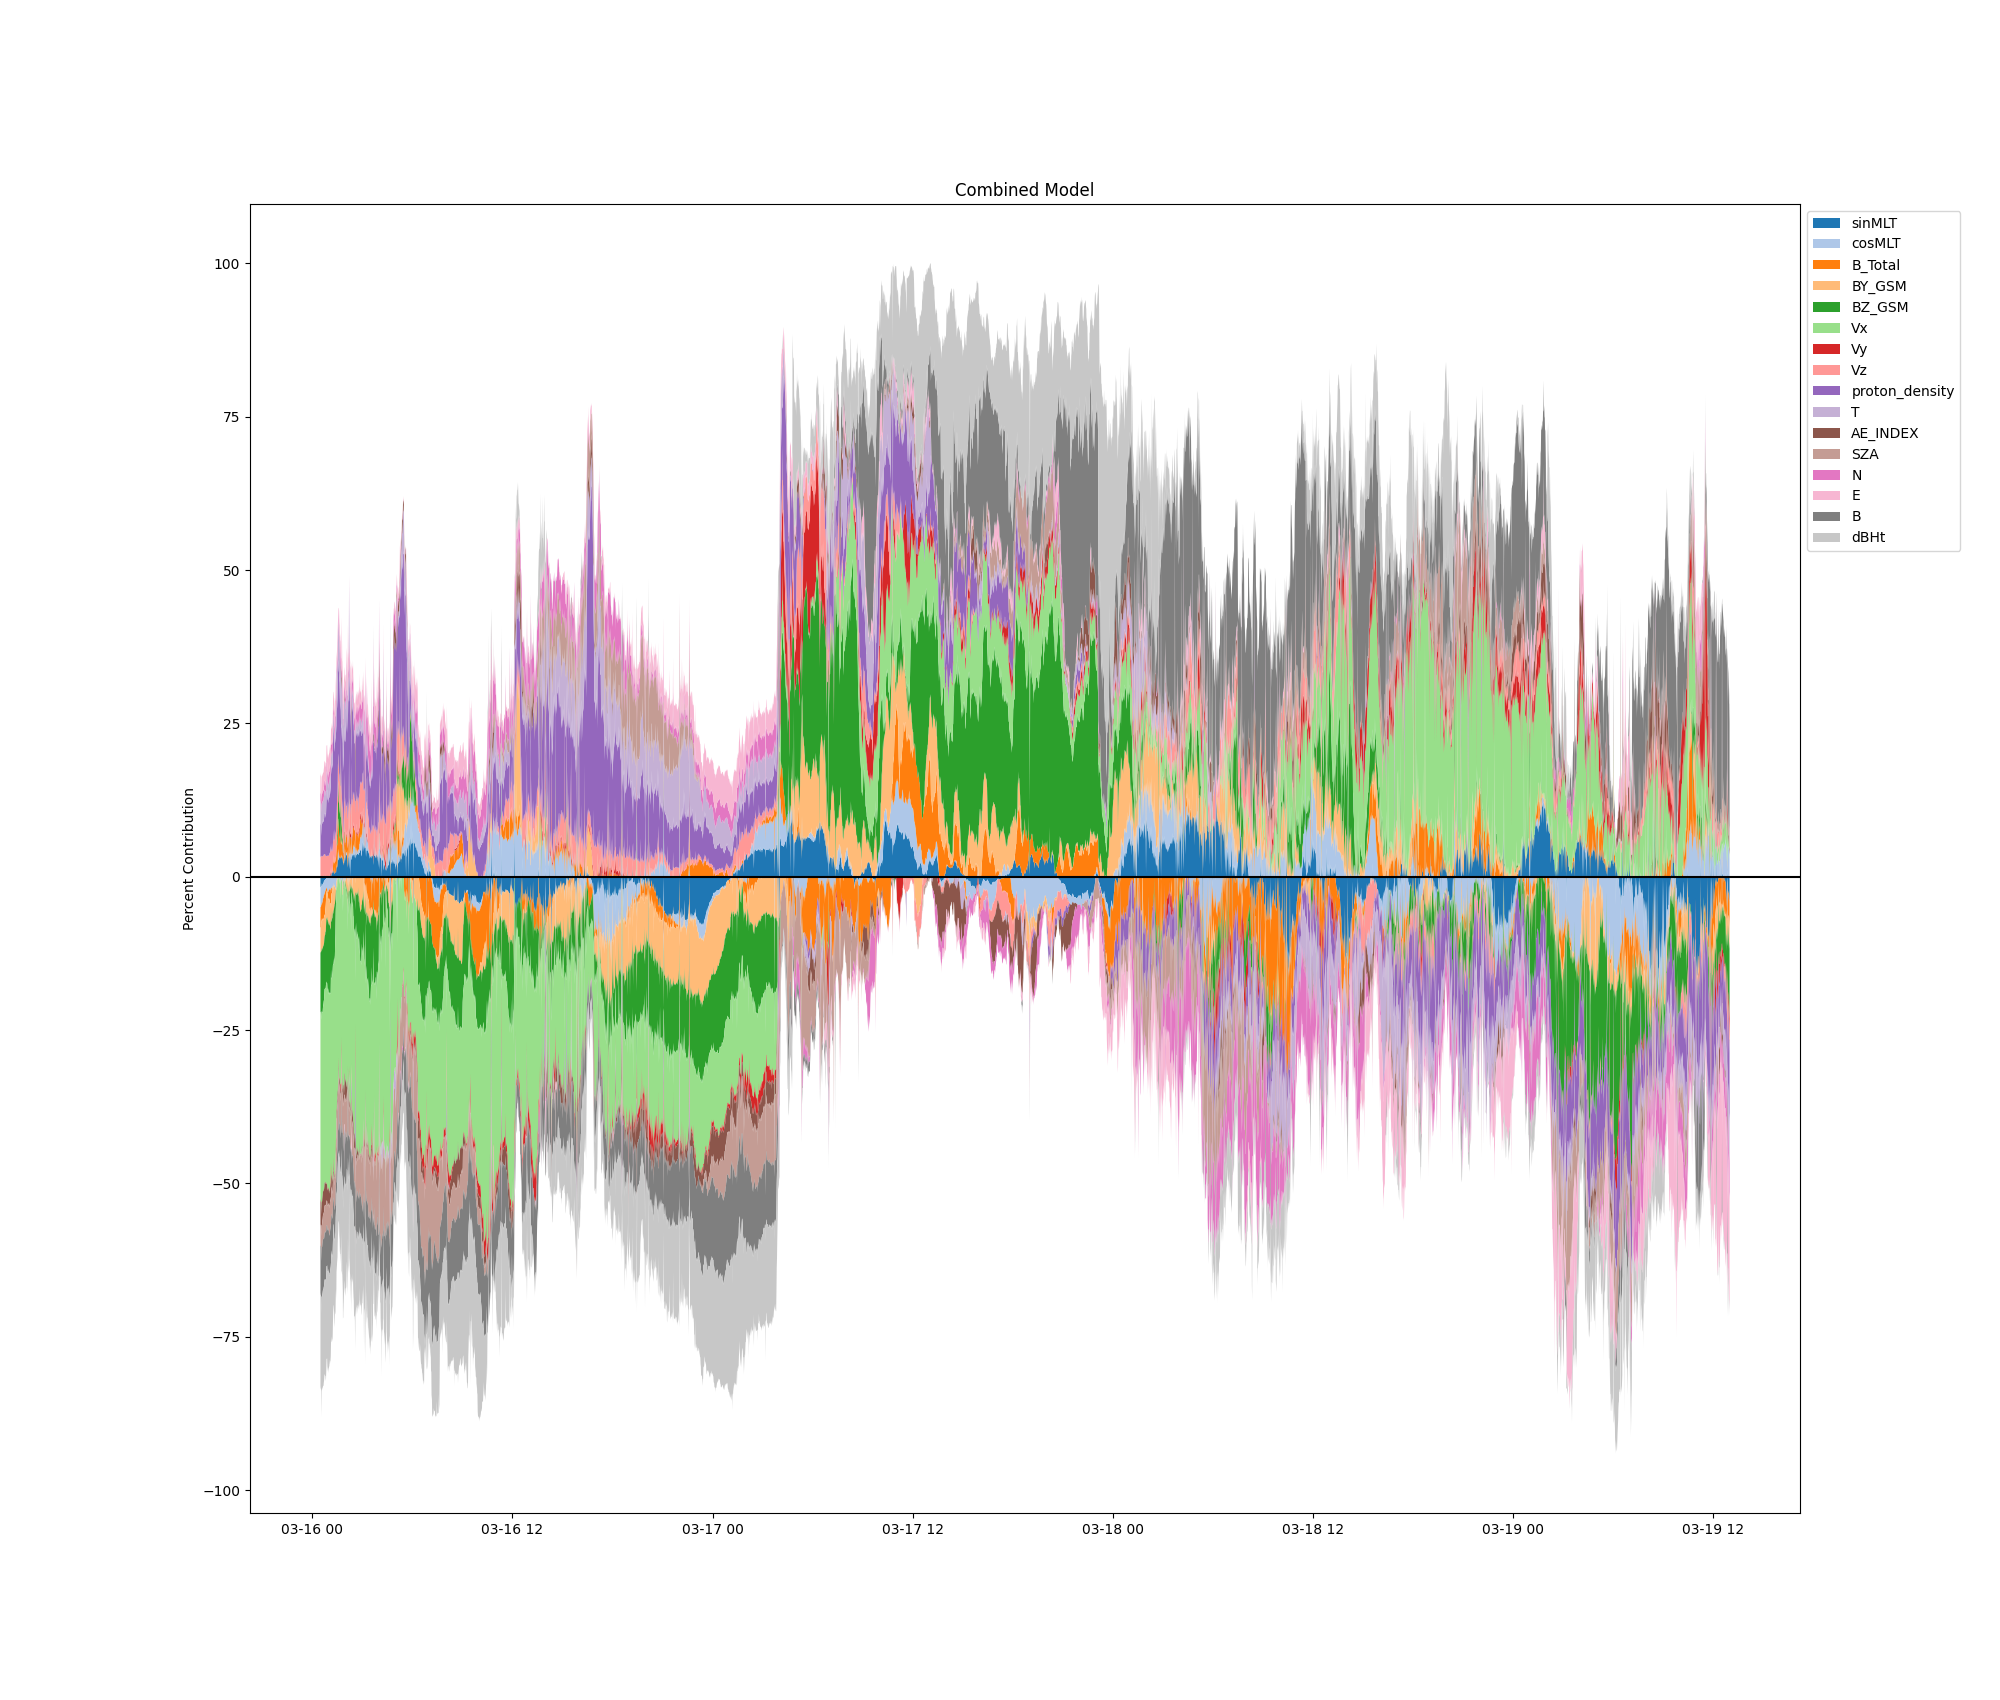 Combined Model
Percent Contribution
100
75
50
25
0
−25
−50
−75
−100
03-16 00
03-16 12
03-17 00
03-17 12
03-18 00
03-18 12
03-19 00
03-19 12
sinMLT
cosMLT
B_Total
BY_GSM
BZ_GSM
Vx
Vy
Vz
proton_density
T
AE_INDEX
SZA
N
E
B
dBHt